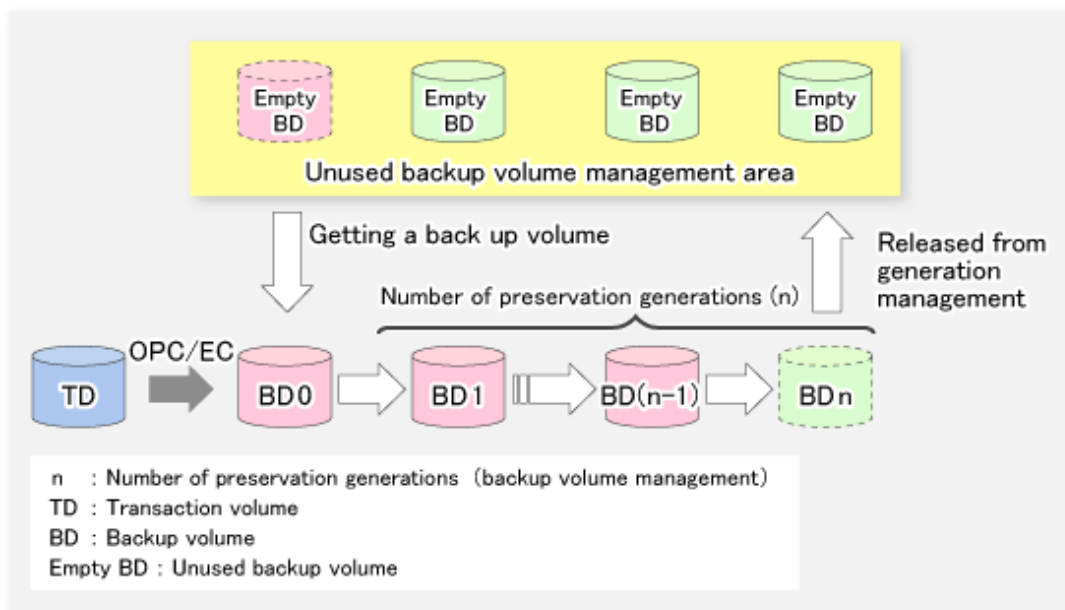 Empty
BD
Empty
BD
Empty
BD
Empty
BD
Unused backup volume management area
Getting a back up volume
Released from
generation
management
Number of preservation generations (n)
OPC/EC
TD
BD0
BD1
BD(n-1)
BDn
n : Number of preservation generations (backup volume management)
TD : Transaction volume
BD : Backup volume
Empty BD : Unused backup volume